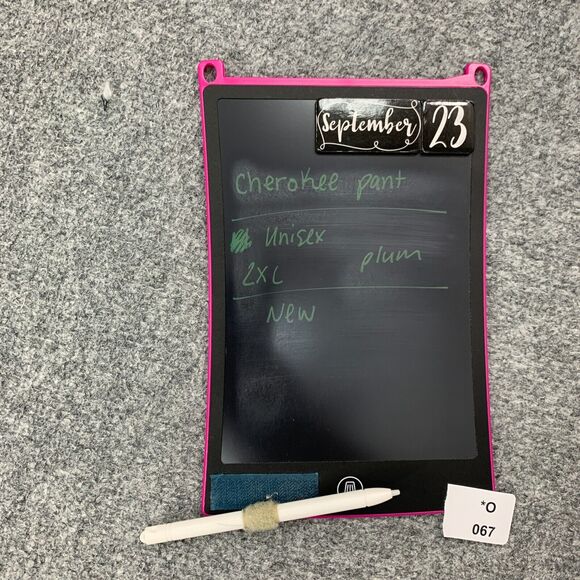 September 23
Cherokee pant
Unisex
2XL plum
New
*O
067